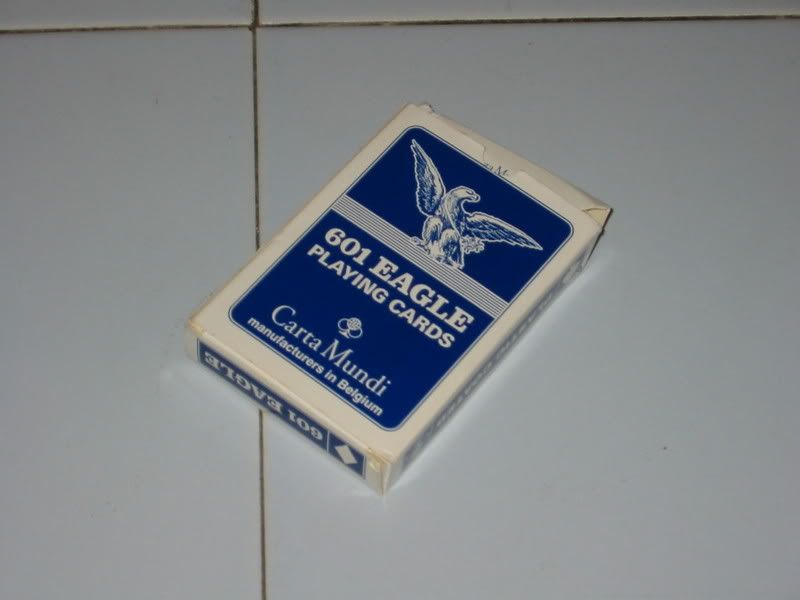 601 EAGLE
PLAYING CARDS
Carta Mundi
manufacturers in Belgium
601 EAGLE